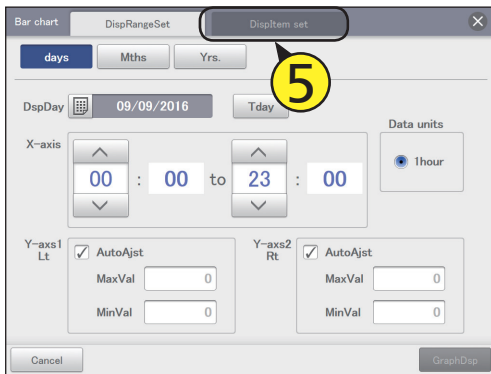 Bar chart DispRangeSet DispItem set
5
days Mths Yrs.
DspDay 09/09/2016 Tday
Data units
X-axis
00 : 00 to 23 : 00
1hour
Y-axs1 Lt AutoAjst
MaxVal 0
MinVal 0
Y-axs2 Rt AutoAjst
MaxVal 0
MinVal 0
Cancel GraphDsp